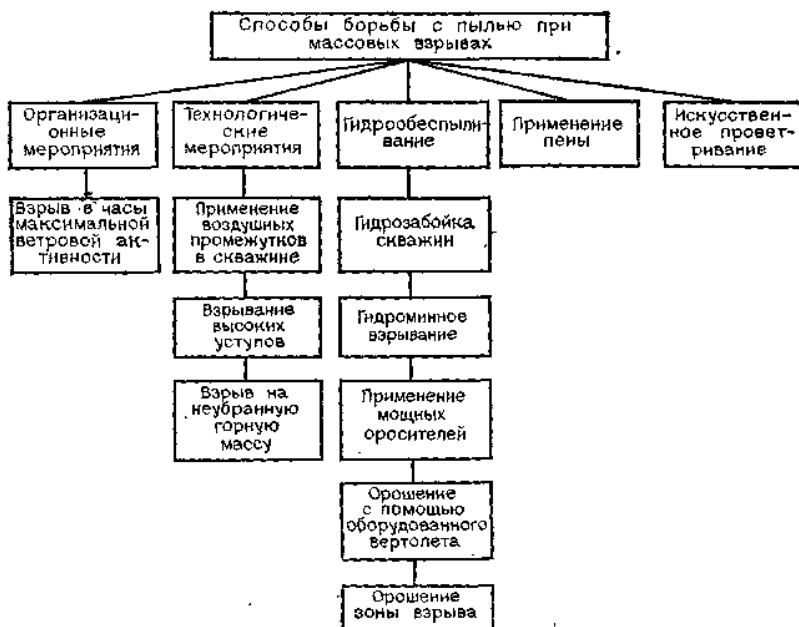 Способы борьбы с пылью при
массовых взрывах
Организаци-
онные
мероприятия
Технологиче-
ские
мероприятия
Гидрообеспыли-
вание
Применение
пены
Искусствен-
ное провет-
ривание
Взрыв в часы
максимальной
ветровой ак-
тивности
Применение
воздушных
промежутков
в скважине
Гидрозабойка
скважин
Взрывание
высоких
уступов
Гидроминное
взрывание
Взрыв на
неубранную
горную
массу
Применение
мощных
оросителей
Орошение
с помощью
оборудованного
вертолета
Орошение
зоны взрыва